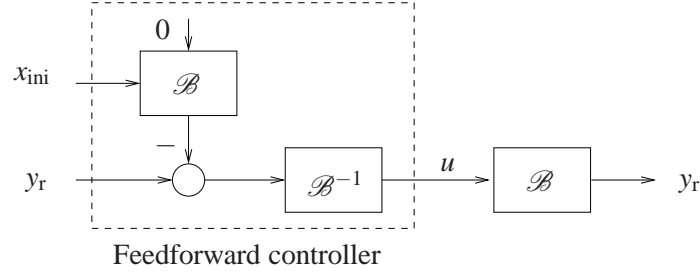 0
x_ini
ℬ
−
y_r
ℬ⁻¹
u
ℬ
y_r
Feedforward controller